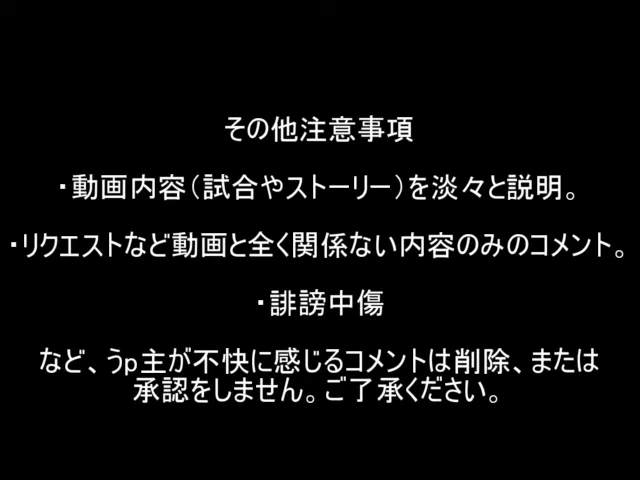 その他注意事項
・動画内容(試合やストーリー)を淡々と説明。
・リクエストなど動画と全く関係ない内容のみのコメント。
・誹謗中傷
など、うp主が不快に感じるコメントは削除、または
承認をしません。ご了承ください。